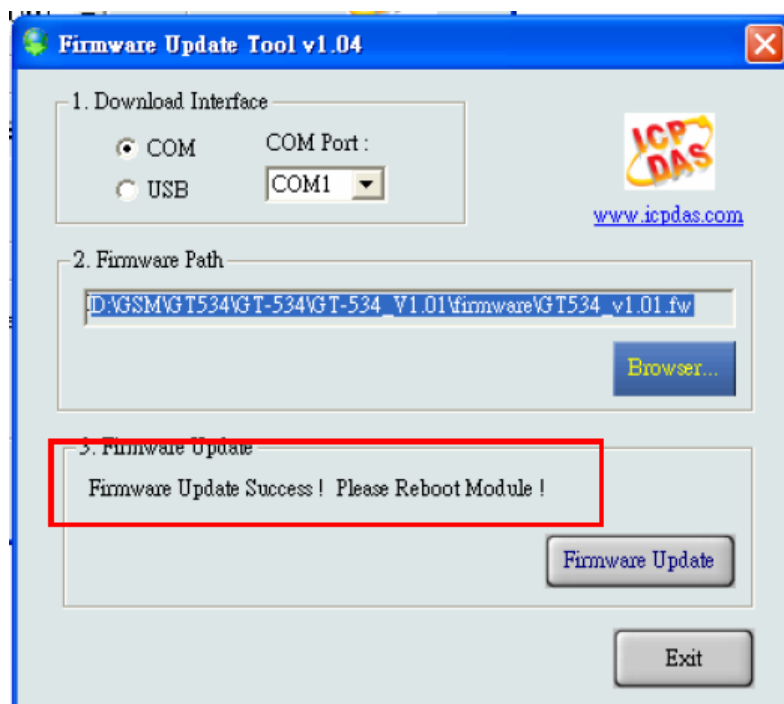 Firmware Update Tool v1.04
1. Download Interface
COM
COM Port :
USB
COM1
ICP
DAS
www.icpdas.com
2. Firmware Path
D:\GSM\GT534\GT-534\GT-534_V1.01\firmware\GT534_v1.01.fw
Browser...
3. Firmware Update
Firmware Update Success ! Please Reboot Module !
Firmware Update
Exit